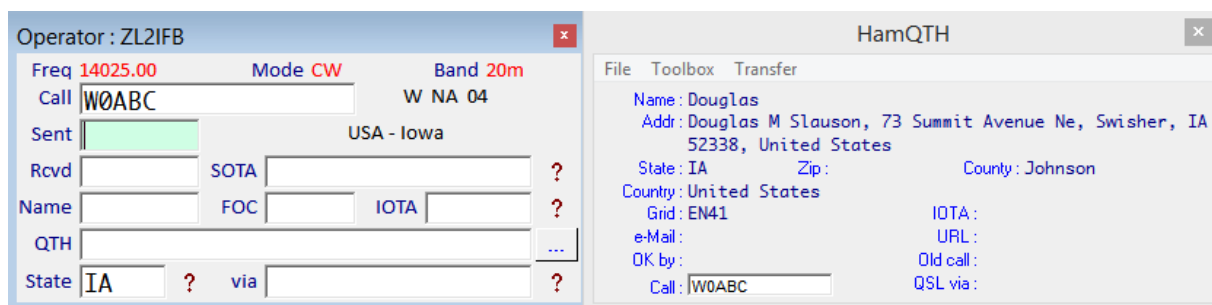 Operator : ZL2IFB x
Freq 14025.00 Mode CW Band 20m
Call WØABC W NA 04
Sent USA - Iowa
Rcvd SOTA ?
Name FOC IOTA ?
QTH ...
State IA ? via ?
HamQTH ×
File Toolbox Transfer
Name : Douglas
Addr : Douglas M Slauson, 73 Summit Avenue Ne, Swisher, IA
52338, United States
State : IA Zip : County : Johnson
Country : United States
Grid : EN41 IOTA :
e-Mail : URL :
OK by : Old call :
Call : W0ABC QSL via :